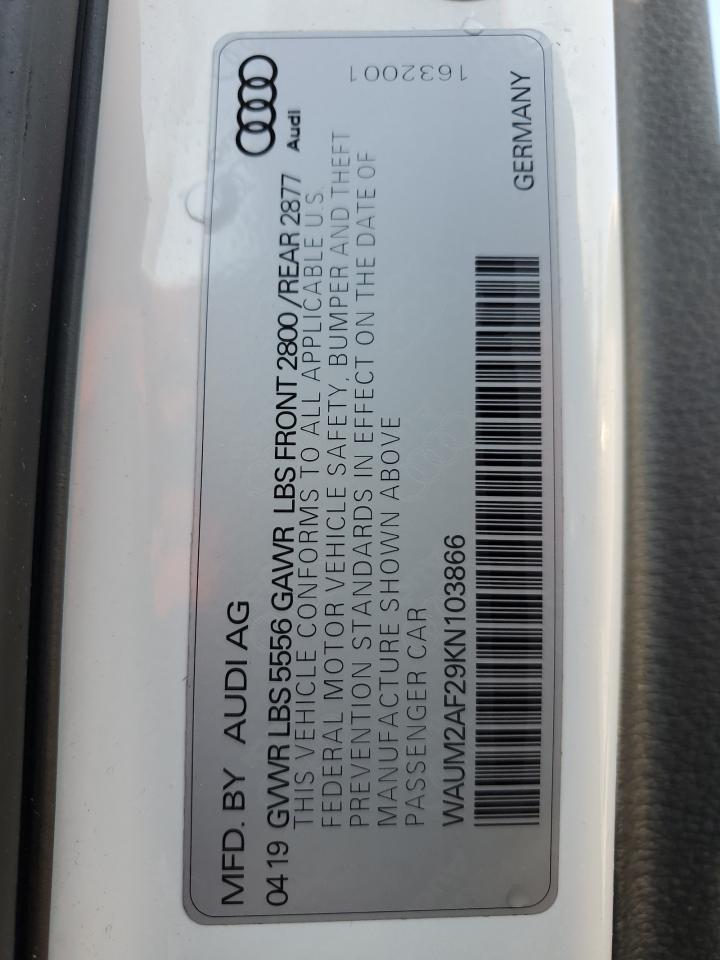 MFD. BY AUDI AG
04 19 GVWR LBS 5556 GAWR LBS FRONT 2800 /REAR 2877
Audi
THIS VEHICLE CONFORMS TO ALL APPLICABLE U.S.
FEDERAL MOTOR VEHICLE SAFETY, BUMPER AND THEFT
PREVENTION STANDARDS IN EFFECT ON THE DATE OF
MANUFACTURE SHOWN ABOVE
PASSENGER CAR
1632001
WAUM2AF29KN103866
GERMANY